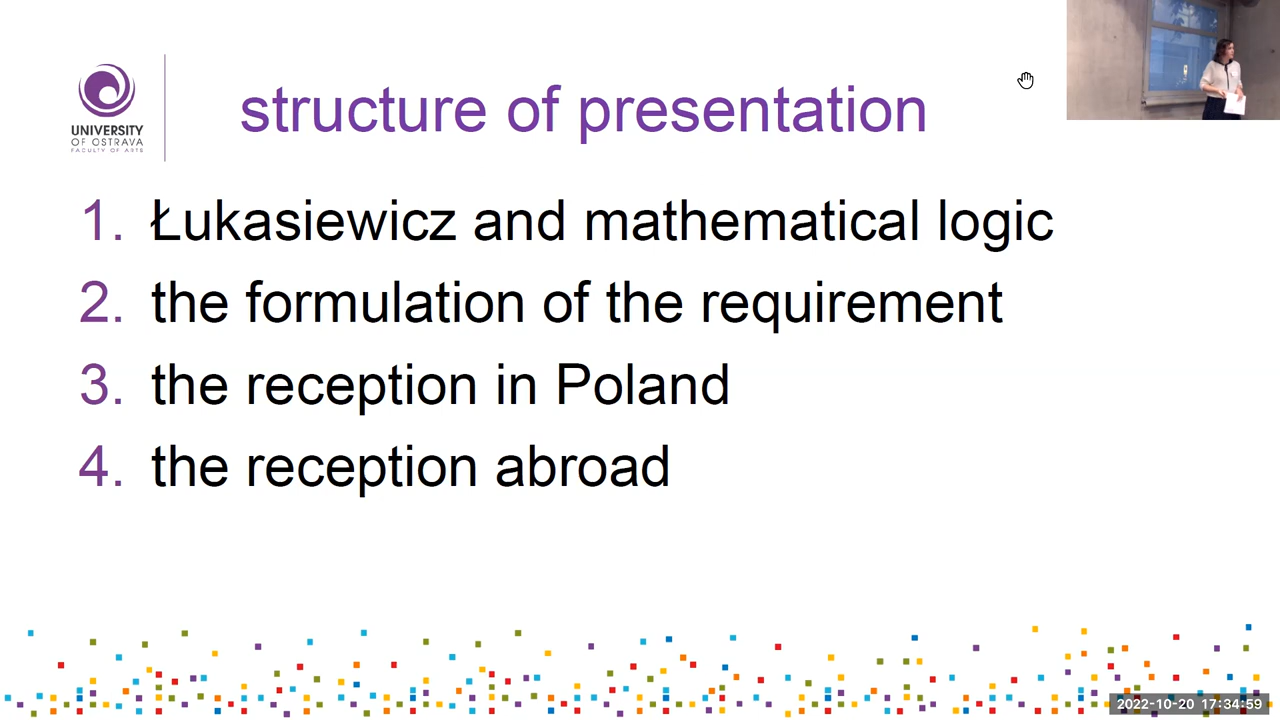 UNIVERSITY
OF OSTRAVA
FACULTY OF ARTS
structure of presentation
1. Łukasiewicz and mathematical logic
2. the formulation of the requirement
3. the reception in Poland
4. the reception abroad
2022-10-20 17:34:59